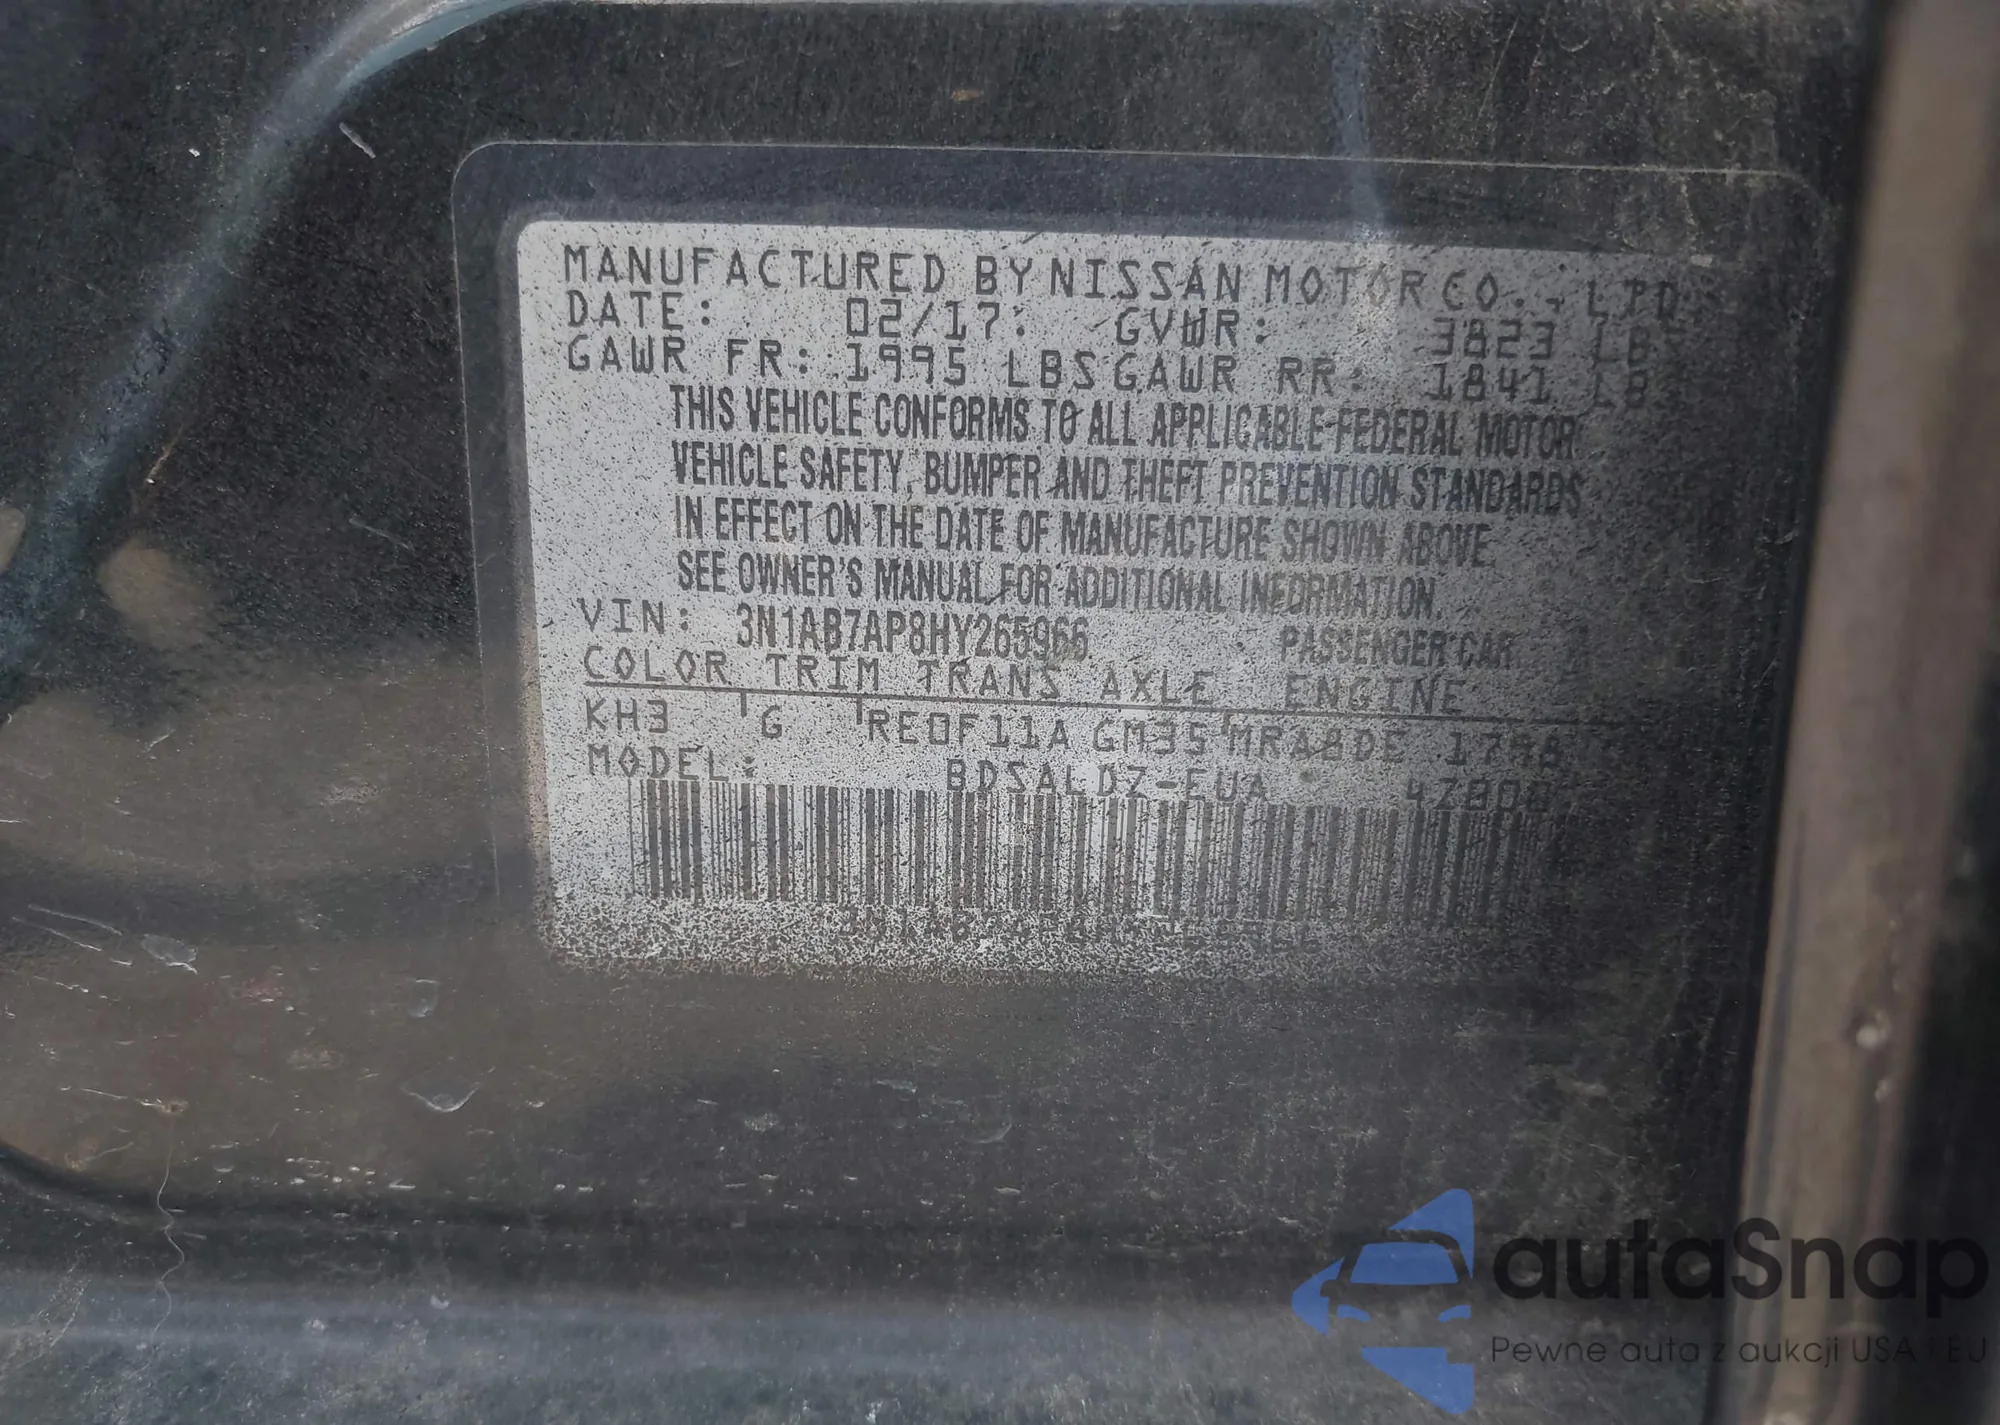 MANUFACTURED BY NISSAN MOTOR CO., LTD.
DATE: 02/17. GVWR: 3823 LBS
GAWR FR: 1995 LBS GAWR RR: 1841 LB
THIS VEHICLE CONFORMS TO ALL APPLICABLE FEDERAL MOTOR
VEHICLE SAFETY, BUMPER AND THEFT PREVENTION STANDARDS
IN EFFECT ON THE DATE OF MANUFACTURE SHOWN ABOVE
SEE OWNER'S MANUAL FOR ADDITIONAL INFORMATION.
VIN: 3N1AB7AP8HY265966 PASSENGER CAR
COLOR TRIM TRANS AXLE ENGINE
KH3 G RE0F11A GM35 MRA8DE 1798
MODEL: BDSALDZ-EUA
autaSnap
Pewne auta z aukcji USA i EU